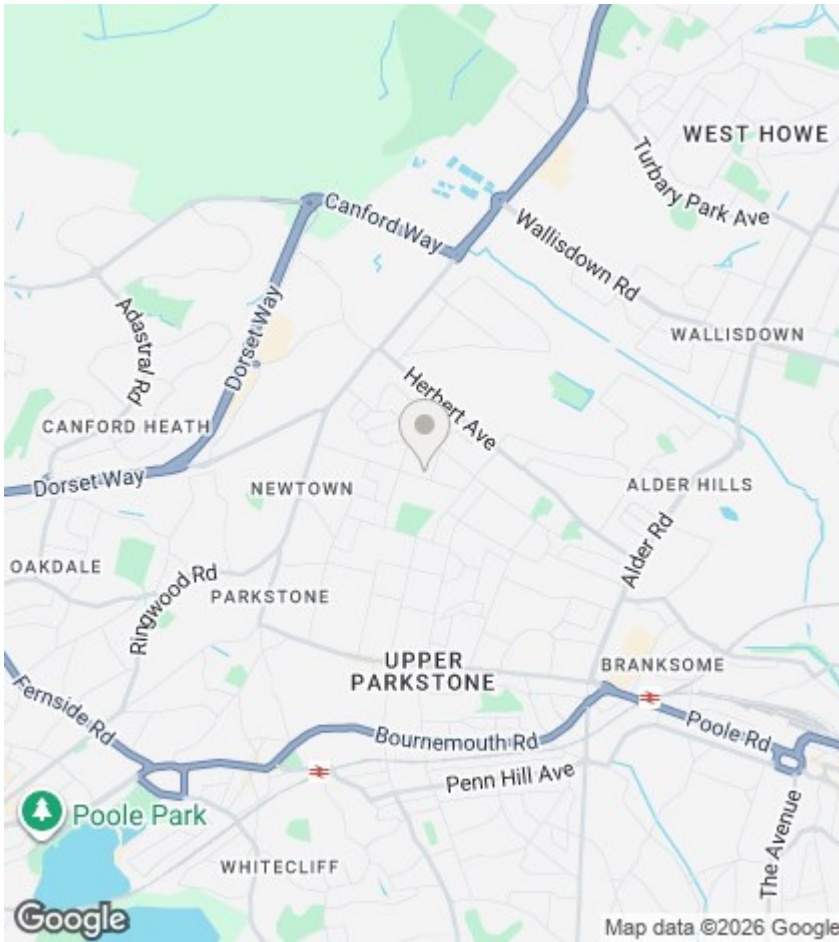 WEST HOWE
Turbary Park Ave
Canford Way
Wallisdown Rd
Dorset Way
Adastral Rd
WALLISDOWN
Herbert Ave
CANFORD HEATH
Dorset Way
NEWTOWN
ALDER HILLS
Alder Rd
OAKDALE
Ringwood Rd
PARKSTONE
UPPER
PARKSTONE
BRANKSOME
Fernside Rd
Bournemouth Rd
Poole Rd
Penn Hill Ave
Poole Park
The Avenue
WHITECLIFF
Google
Map data ©2026 Google